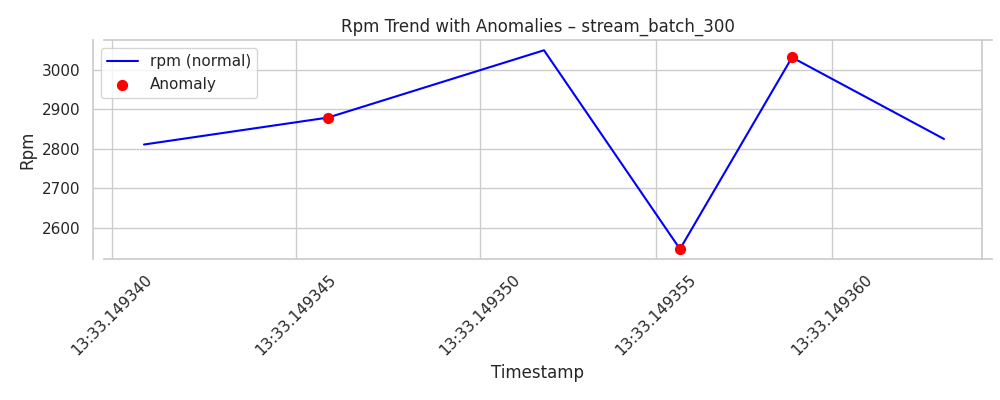 Rpm Trend with Anomalies – stream_batch_300
rpm (normal)
Anomaly
Rpm
3000
2900
2800
2700
2600
13:33.149340
13:33.149345
13:33.149350
13:33.149355
13:33.149360
Timestamp